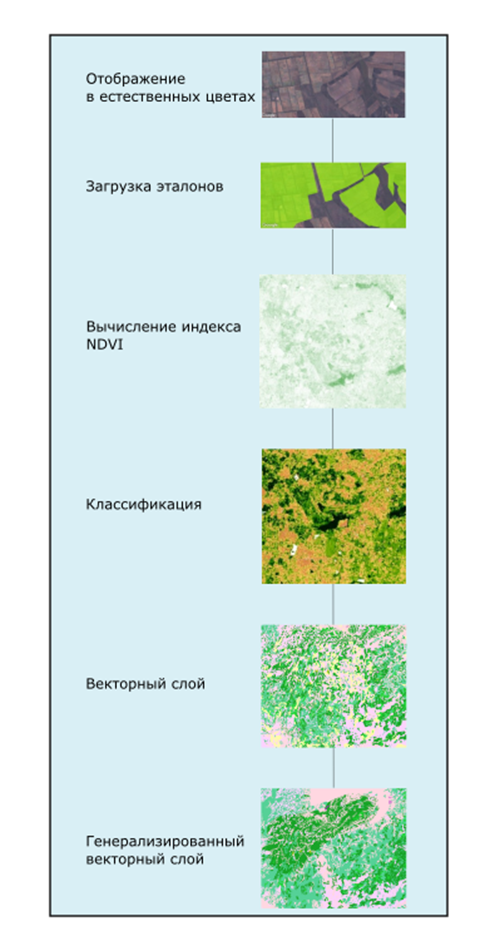 Отображение
в естественных цветах
Загрузка эталонов
Вычисление индекса
NDVI
Классификация
Векторный слой
Генерализированный
векторный слой